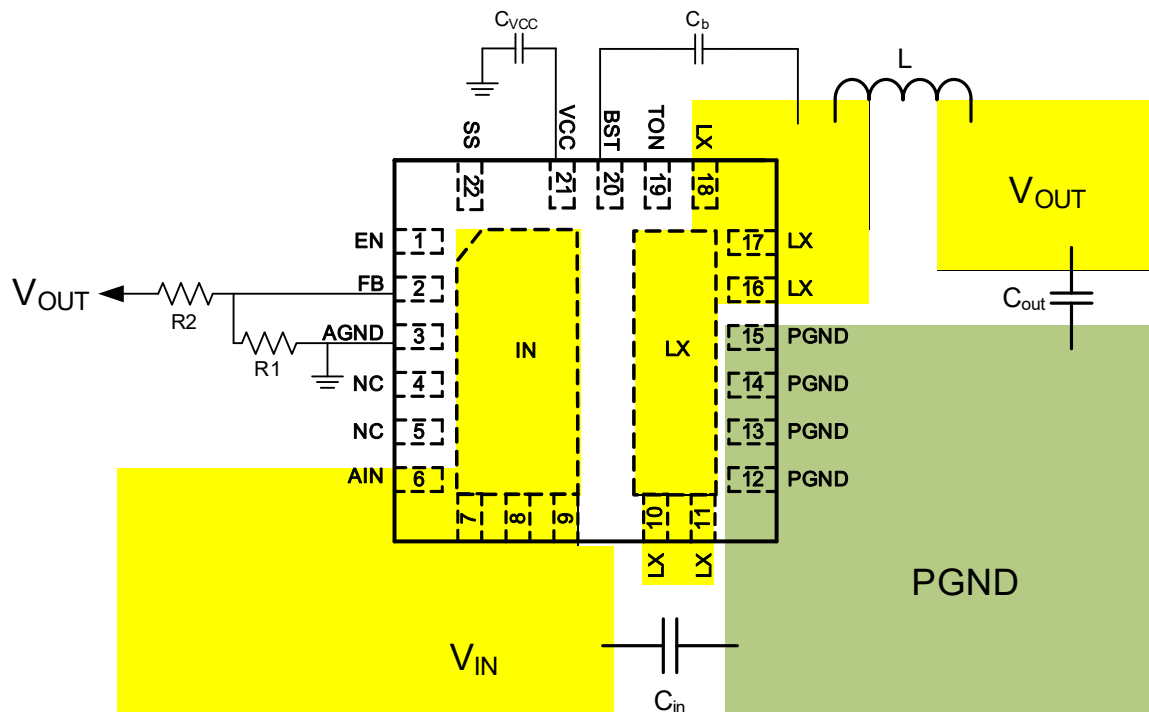 CVCC
Cb
L
SS
VCC
BST
TON
LX
22
21
20
19
18
VOUT
EN
1
17
LX
FB
2
16
LX
VOUT
R2
Cout
AGND
3
15
PGND
R1
IN
LX
NC
4
14
PGND
NC
5
13
PGND
AIN
6
12
PGND
7
8
9
10
11
LX
LX
PGND
VIN
Cin